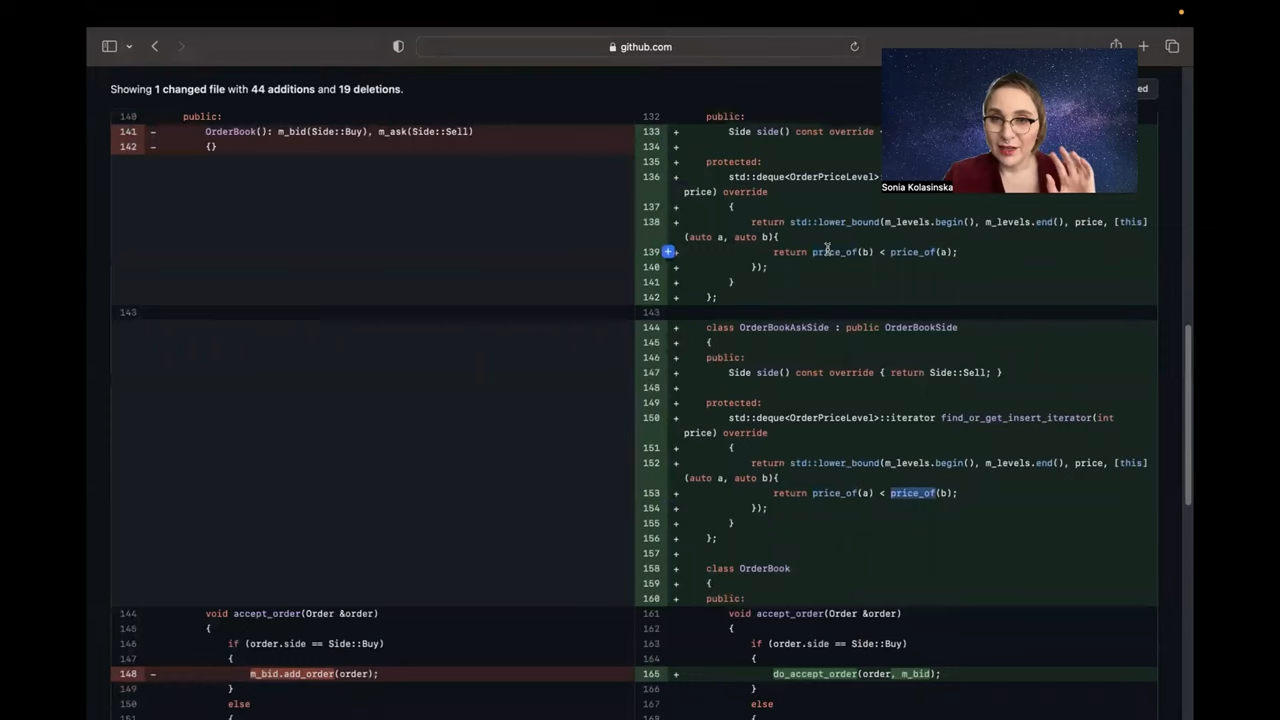 github.com
Showing 1 changed file with 44 additions and 19 deletions.
ed
Sonia Kolasinska
140 public:
141 - OrderBook(): m_bid(Side::Buy), m_ask(Side::Sell)
142 - {}
143
144 void accept_order(Order &order)
145 {
146 if (order.side == Side::Buy)
147 {
148 - m_bid.add_order(order);
149 }
150 else
151 {
132 public:
133 + Side side() const override
134 +
135 + protected:
136 + std::deque<OrderPriceLevel>:
price) override
137 + {
138 + return std::lower_bound(m_levels.begin(), m_levels.end(), price, [this]
(auto a, auto b){
139 + return price_of(b) < price_of(a);
140 + });
141 + }
142 + };
143
144 + class OrderBookAskSide : public OrderBookSide
145 + {
146 + public:
147 + Side side() const override { return Side::Sell; }
148 +
149 + protected:
150 + std::deque<OrderPriceLevel>::iterator find_or_get_insert_iterator(int
price) override
151 + {
152 + return std::lower_bound(m_levels.begin(), m_levels.end(), price, [this]
(auto a, auto b){
153 + return price_of(a) < price_of(b);
154 + });
155 + }
156 + };
157 +
158 + class OrderBook
159 + {
160 + public:
161 void accept_order(Order &order)
162 {
163 if (order.side == Side::Buy)
164 {
165 + do_accept_order(order, m_bid);
166 }
167 else
168 {